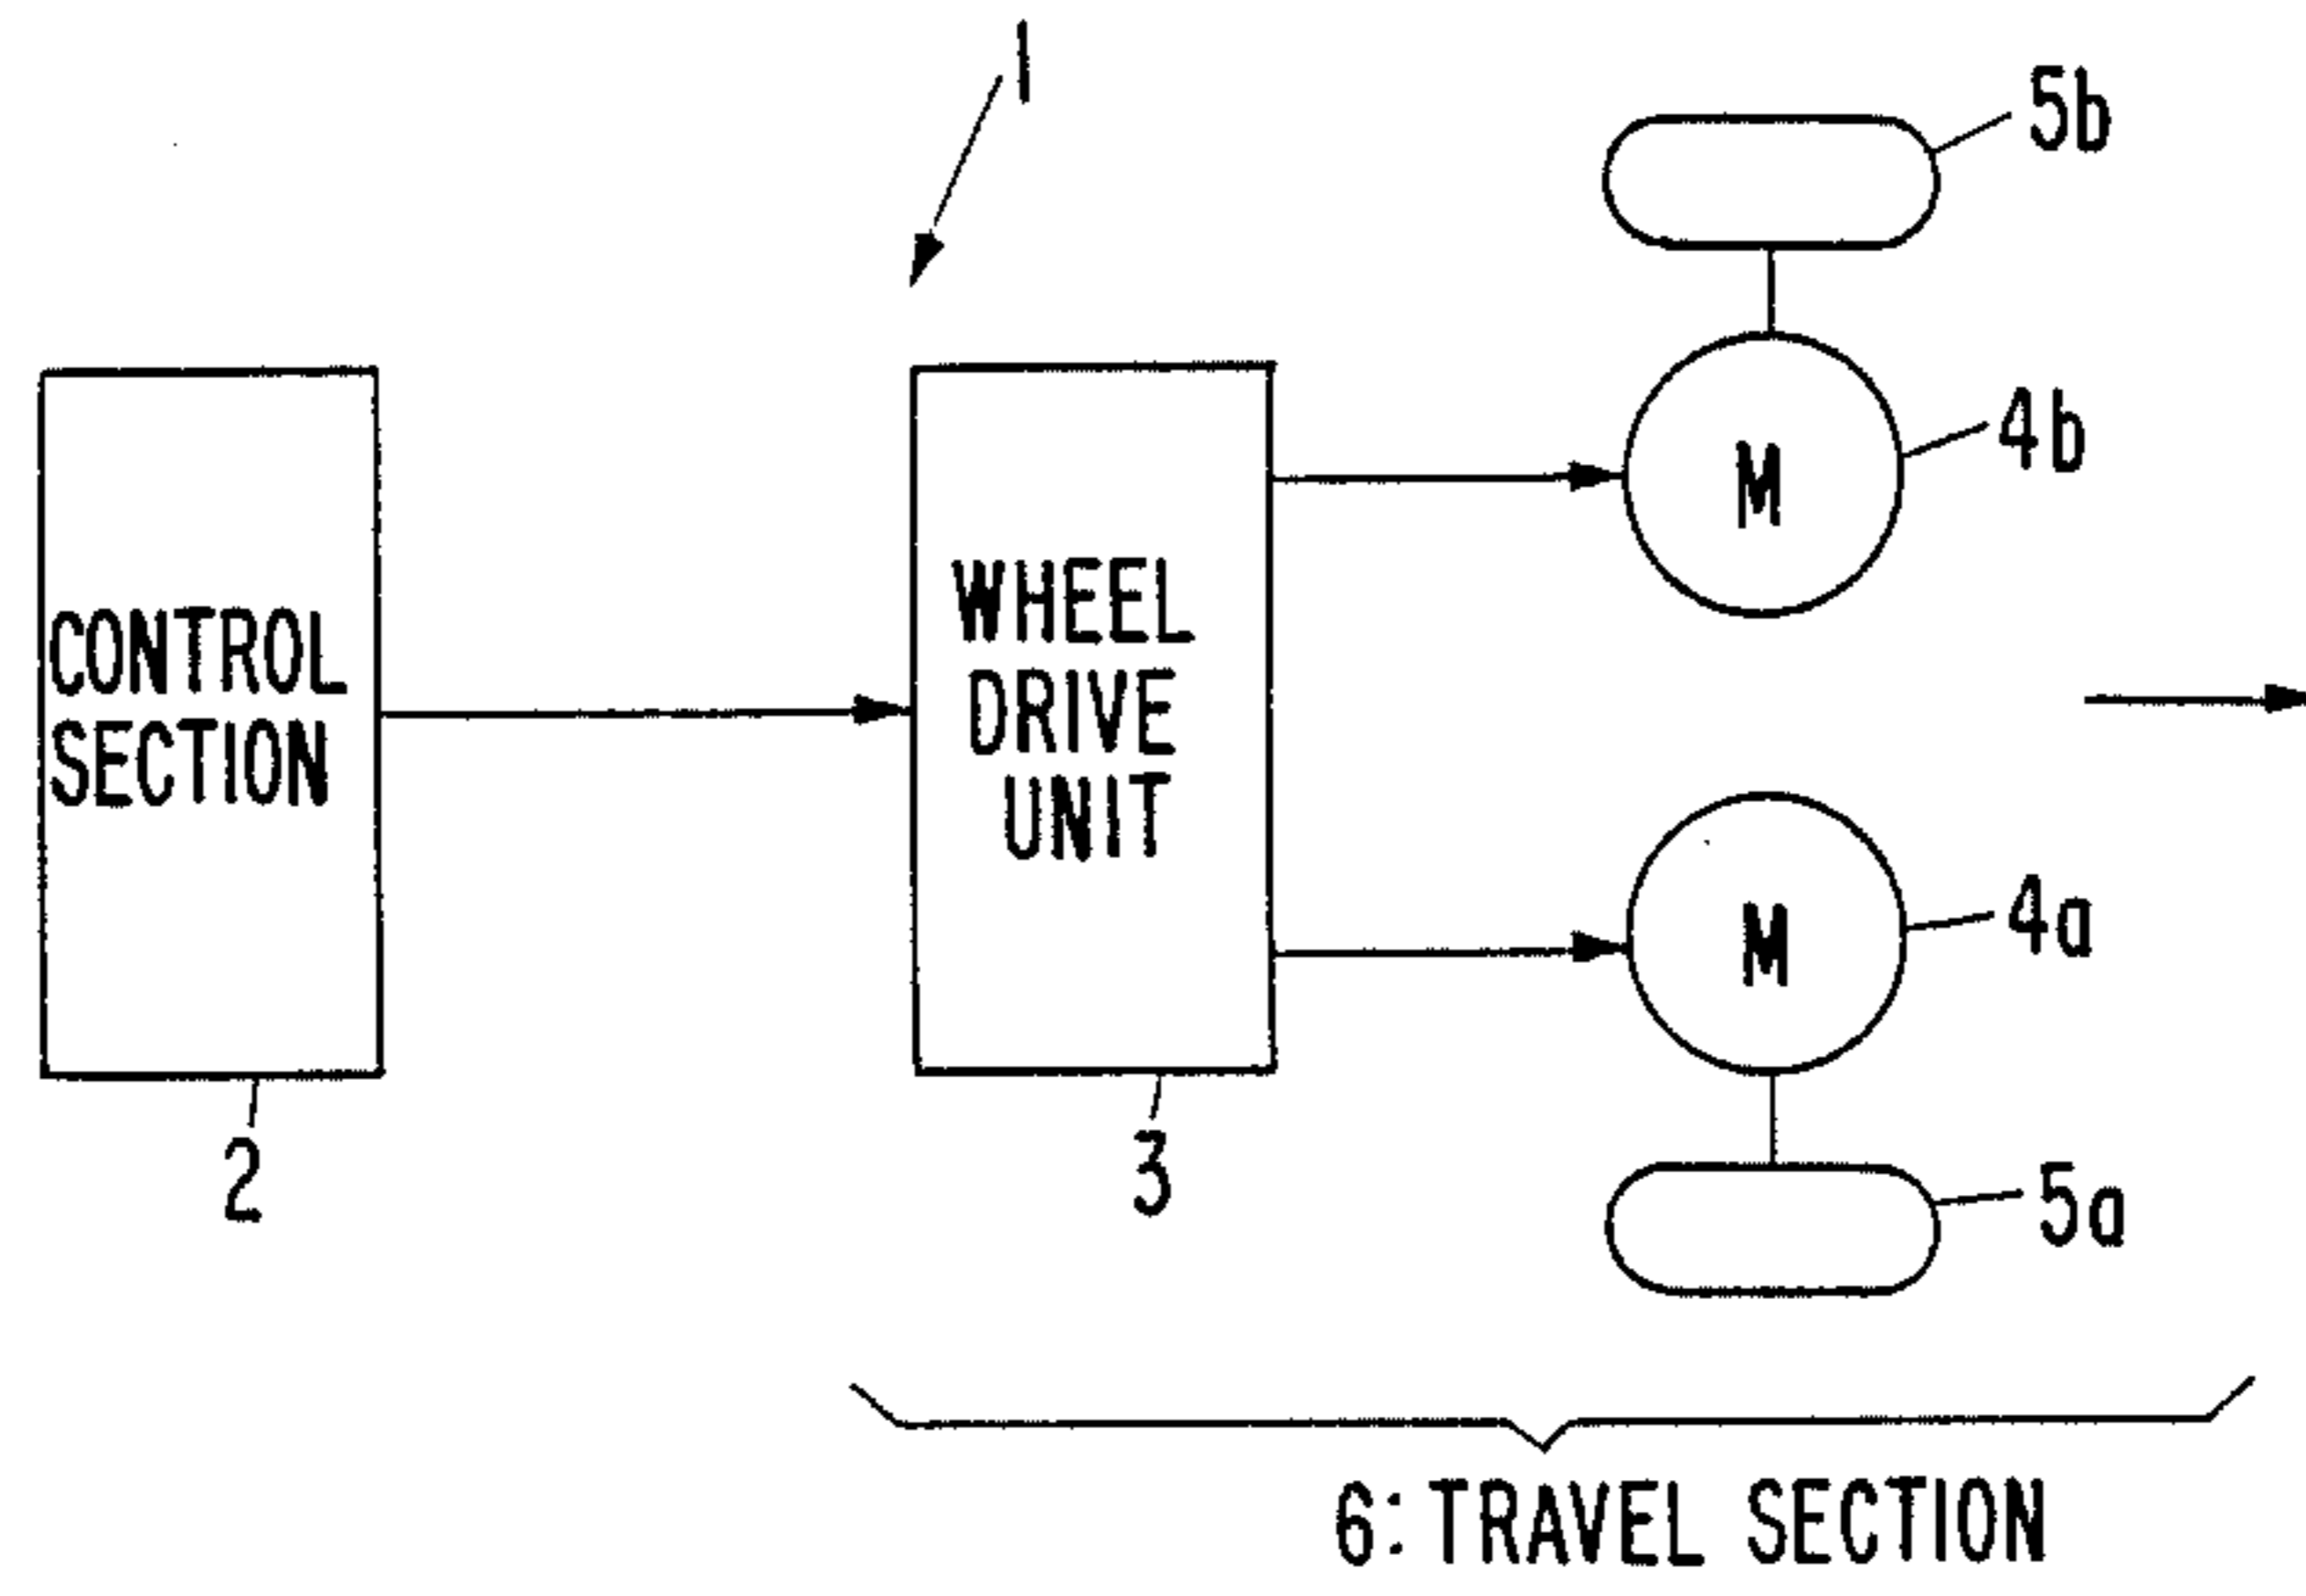 1
5b
4b
M
CONTROL
SECTION
WHEEL
DRIVE
UNIT
M
4a
2
3
5a
6: TRAVEL SECTION